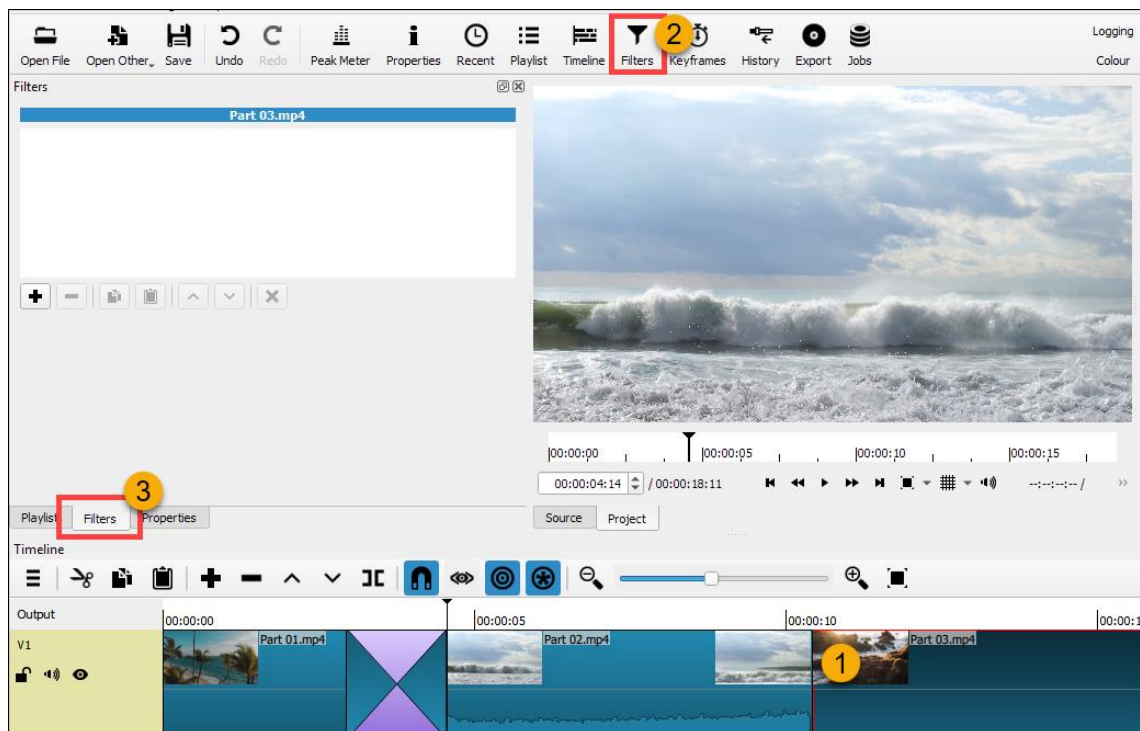 Open File Open Other Save Undo Redo Peak Meter Properties Recent Playlist Timeline Filters Keyframes History Export Jobs
Logging
Colour
2
Filters
Part 03.mp4
3
Playlist Filters Properties
|00:00:00 |00:00:05 |00:00:10 |00:00:15
00:00:04:14 / 00:00:18:11 --:--:--:-- /
Source Project
Timeline
Output 00:00:00 00:00:05 00:00:10 00:00:1
V1
Part 01.mp4 Part 02.mp4 Part 03.mp4
1